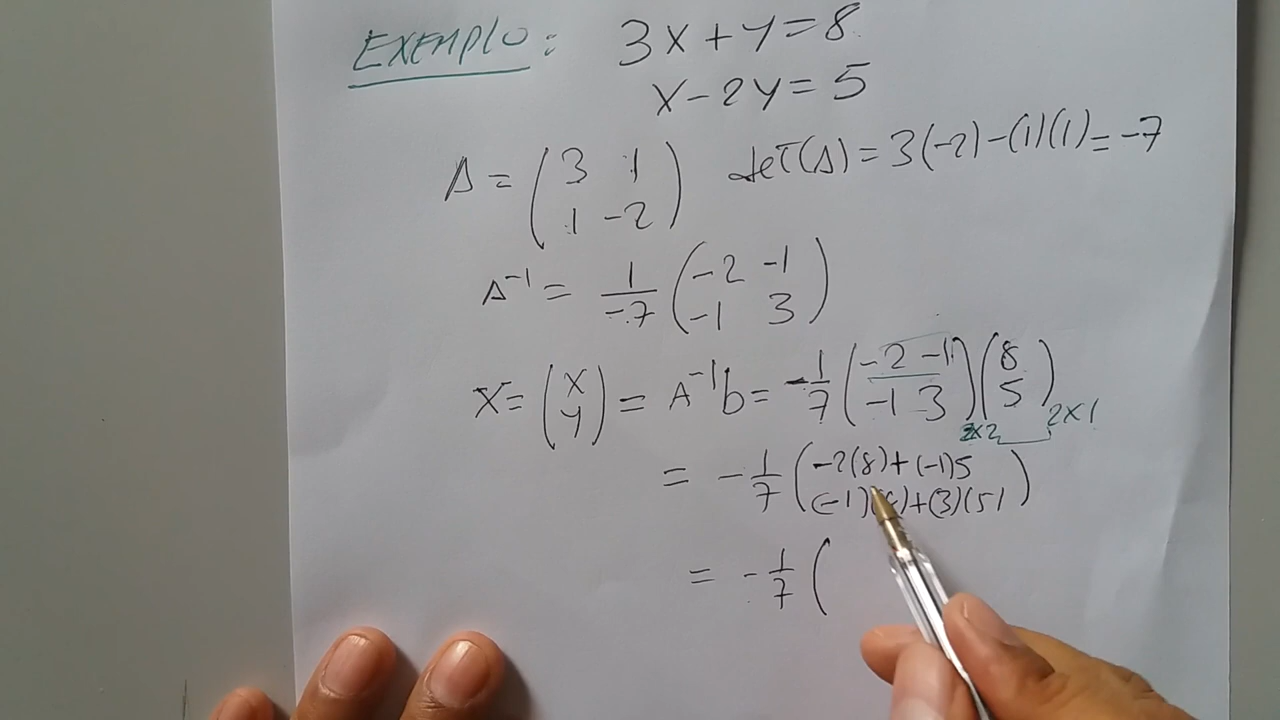 EXEMPLO: 3x + y = 8
x - 2y = 5
A = (3 1
1 -2) det(A) = 3(-2) - (1)(1) = -7
A⁻¹ = 1/-7 (-2 -1
-1 3)
X = (x
y) = A⁻¹b = -1/7 (-2 -1
-1 3) (8
5)
2x2 2x1
= -1/7 (-2(8) + (-1)5
(-1)( ) + (3)(5)
)
= -1/7 (